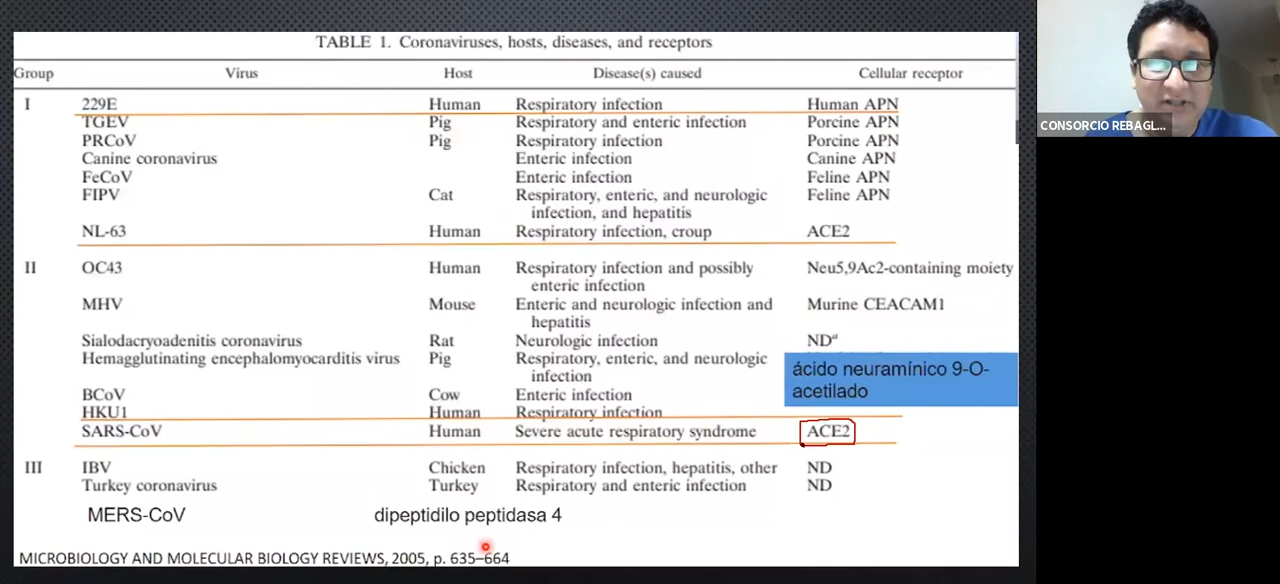 TABLE 1. Coronaviruses, hosts, diseases, and receptors
Group Virus Host Disease(s) caused Cellular receptor
I 229E Human Respiratory infection Human APN
TGEV Pig Respiratory and enteric infection Porcine APN
PRCoV Pig Respiratory infection Porcine APN
Canine coronavirus Enteric infection Canine APN
FeCoV Enteric infection Feline APN
FIPV Cat Respiratory, enteric, and neurologic Feline APN
infection, and hepatitis
NL-63 Human Respiratory infection, croup ACE2
II OC43 Human Respiratory infection and possibly Neu5,9Ac2-containing moiety
enteric infection
MHV Mouse Enteric and neurologic infection and Murine CEACAM1
hepatitis
Sialodacryoadenitis coronavirus Rat Neurologic infection NDa
Hemagglutinating encephalomyocarditis virus Pig Respiratory, enteric, and neurologic
infection
ácido neuramínico 9-O-
acetilado
BCoV Cow Enteric infection
HKU1 Human Respiratory infection
SARS-CoV Human Severe acute respiratory syndrome ACE2
III IBV Chicken Respiratory infection, hepatitis, other ND
Turkey coronavirus Turkey Respiratory and enteric infection ND
MERS-CoV dipeptidilo peptidasa 4
MICROBIOLOGY AND MOLECULAR BIOLOGY REVIEWS, 2005, p. 635–664
CONSORCIO REBAGL...